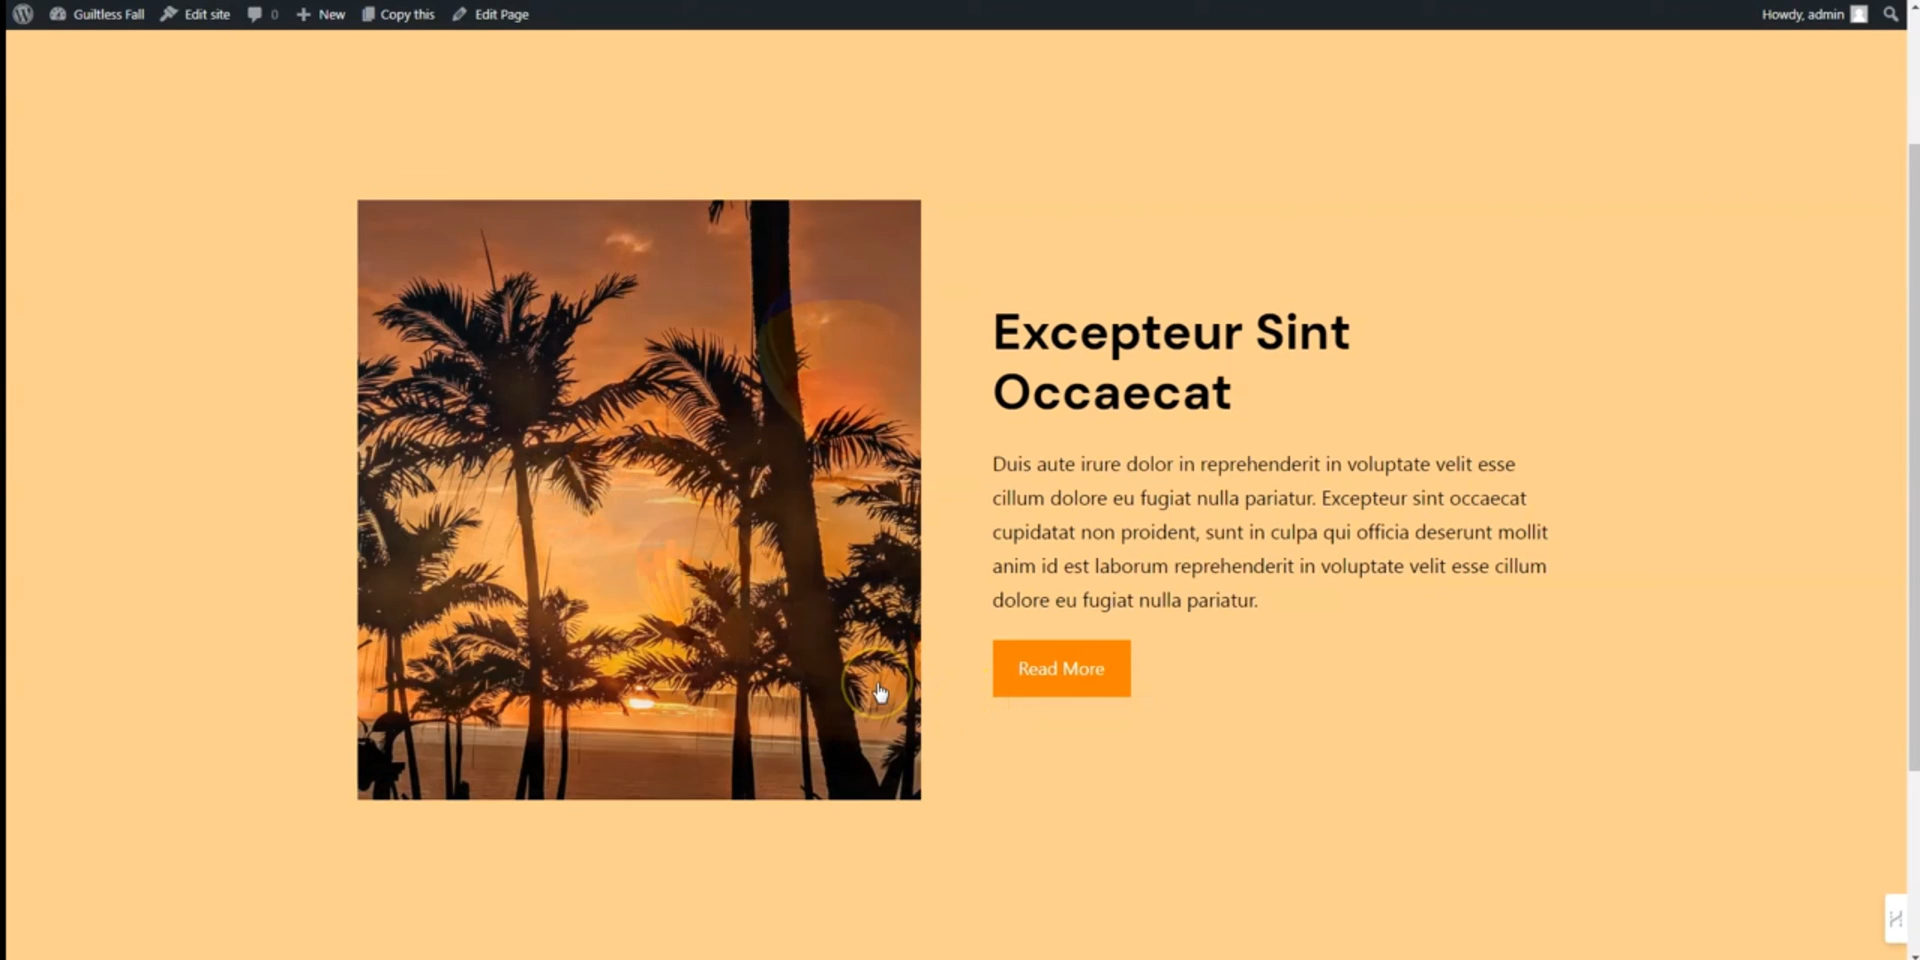 Guiltless Fall Edit site 0 New Copy this Edit Page Howdy, admin
Excepteur Sint
Occaecat
Duis aute irure dolor in reprehenderit in voluptate velit esse
cillum dolore eu fugiat nulla pariatur. Excepteur sint occaecat
cupidatat non proident, sunt in culpa qui officia deserunt mollit
anim id est laborum reprehenderit in voluptate velit esse cillum
dolore eu fugiat nulla pariatur.
Read More